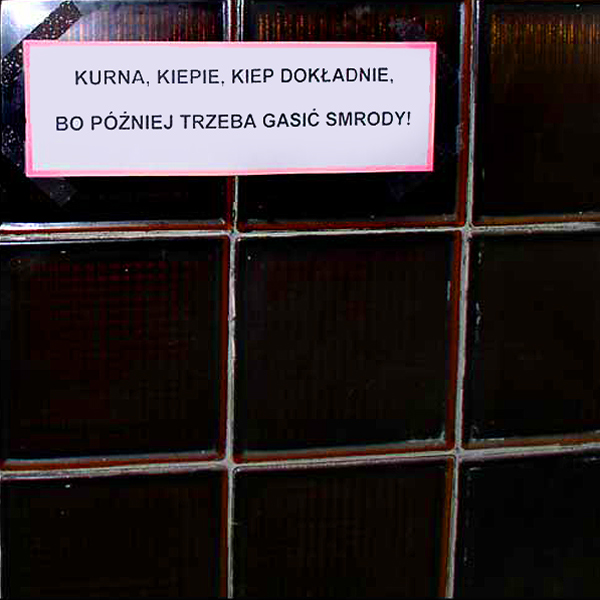 KURNA, KIEPIE, KIEP DOKŁADNIE,
BO PÓŹNIEJ TRZEBA GASIĆ SMRODY!